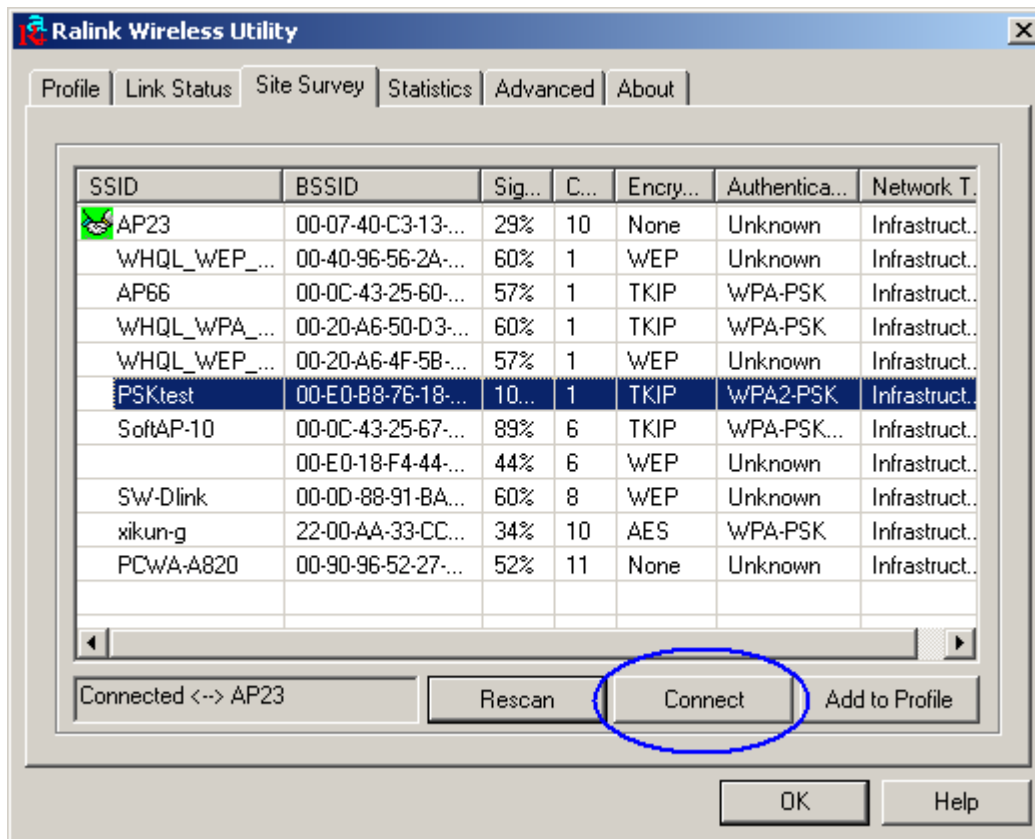 Ralink Wireless Utility
Profile Link Status Site Survey Statistics Advanced About
SSID BSSID Sig... C... Encry... Authentica... Network T.
AP23 00-07-40-C3-13-... 29% 10 None Unknown Infrastruct..
WHQL_WEP_... 00-40-96-56-2A-... 60% 1 WEP Unknown Infrastruct..
AP66 00-0C-43-25-60-... 57% 1 TKIP WPA-PSK Infrastruct..
WHQL_WPA_... 00-20-A6-50-D3-... 60% 1 TKIP WPA-PSK Infrastruct..
WHQL_WEP_... 00-20-A6-4F-5B-... 57% 1 WEP Unknown Infrastruct..
PSKtest 00-E0-B8-76-18-... 10... 1 TKIP WPA2-PSK Infrastruct..
SoftAP-10 00-0C-43-25-67-... 89% 6 TKIP WPA-PSK... Infrastruct..
00-E0-18-F4-44-... 44% 6 WEP Unknown Infrastruct..
SW-Dlink 00-0D-88-91-BA... 60% 8 WEP Unknown Infrastruct..
xikun-g 22-00-AA-33-CC... 34% 10 AES WPA-PSK Infrastruct..
PCWA-A820 00-90-96-52-27-... 52% 11 None Unknown Infrastruct..
Connected <--> AP23 Rescan Connect Add to Profile
OK Help